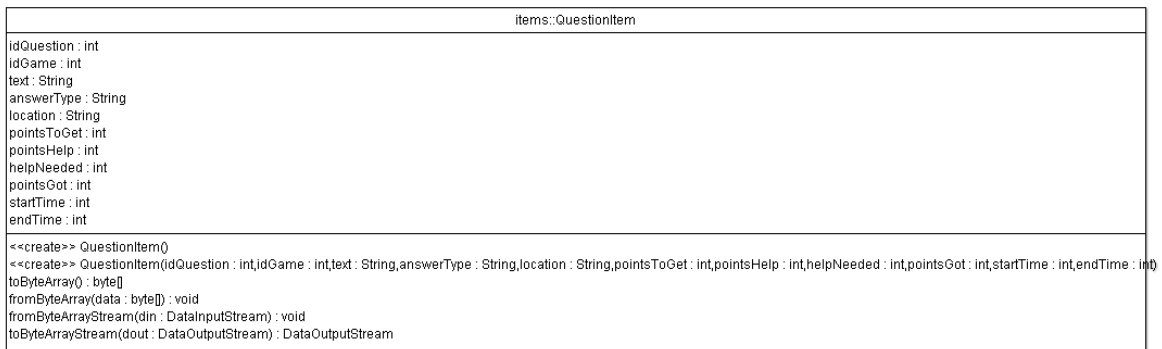 items::QuestionItem
idQuestion : int
idGame : int
text : String
answerType : String
location : String
pointsToGet : int
pointsHelp : int
helpNeeded : int
pointsGot : int
startTime : int
endTime : int
<<create>> QuestionItem()
<<create>> QuestionItem(idQuestion : int,idGame : int,text : String,answerType : String,location : String,pointsToGet : int,pointsHelp : int,helpNeeded : int,pointsGot : int,startTime : int,endTime : int)
toByteArray() : byte[]
fromByteArray(data : byte[]) : void
fromByteArrayStream(din : DataInputStream) : void
toByteArrayStream(dout : DataOutputStream) : DataOutputStream